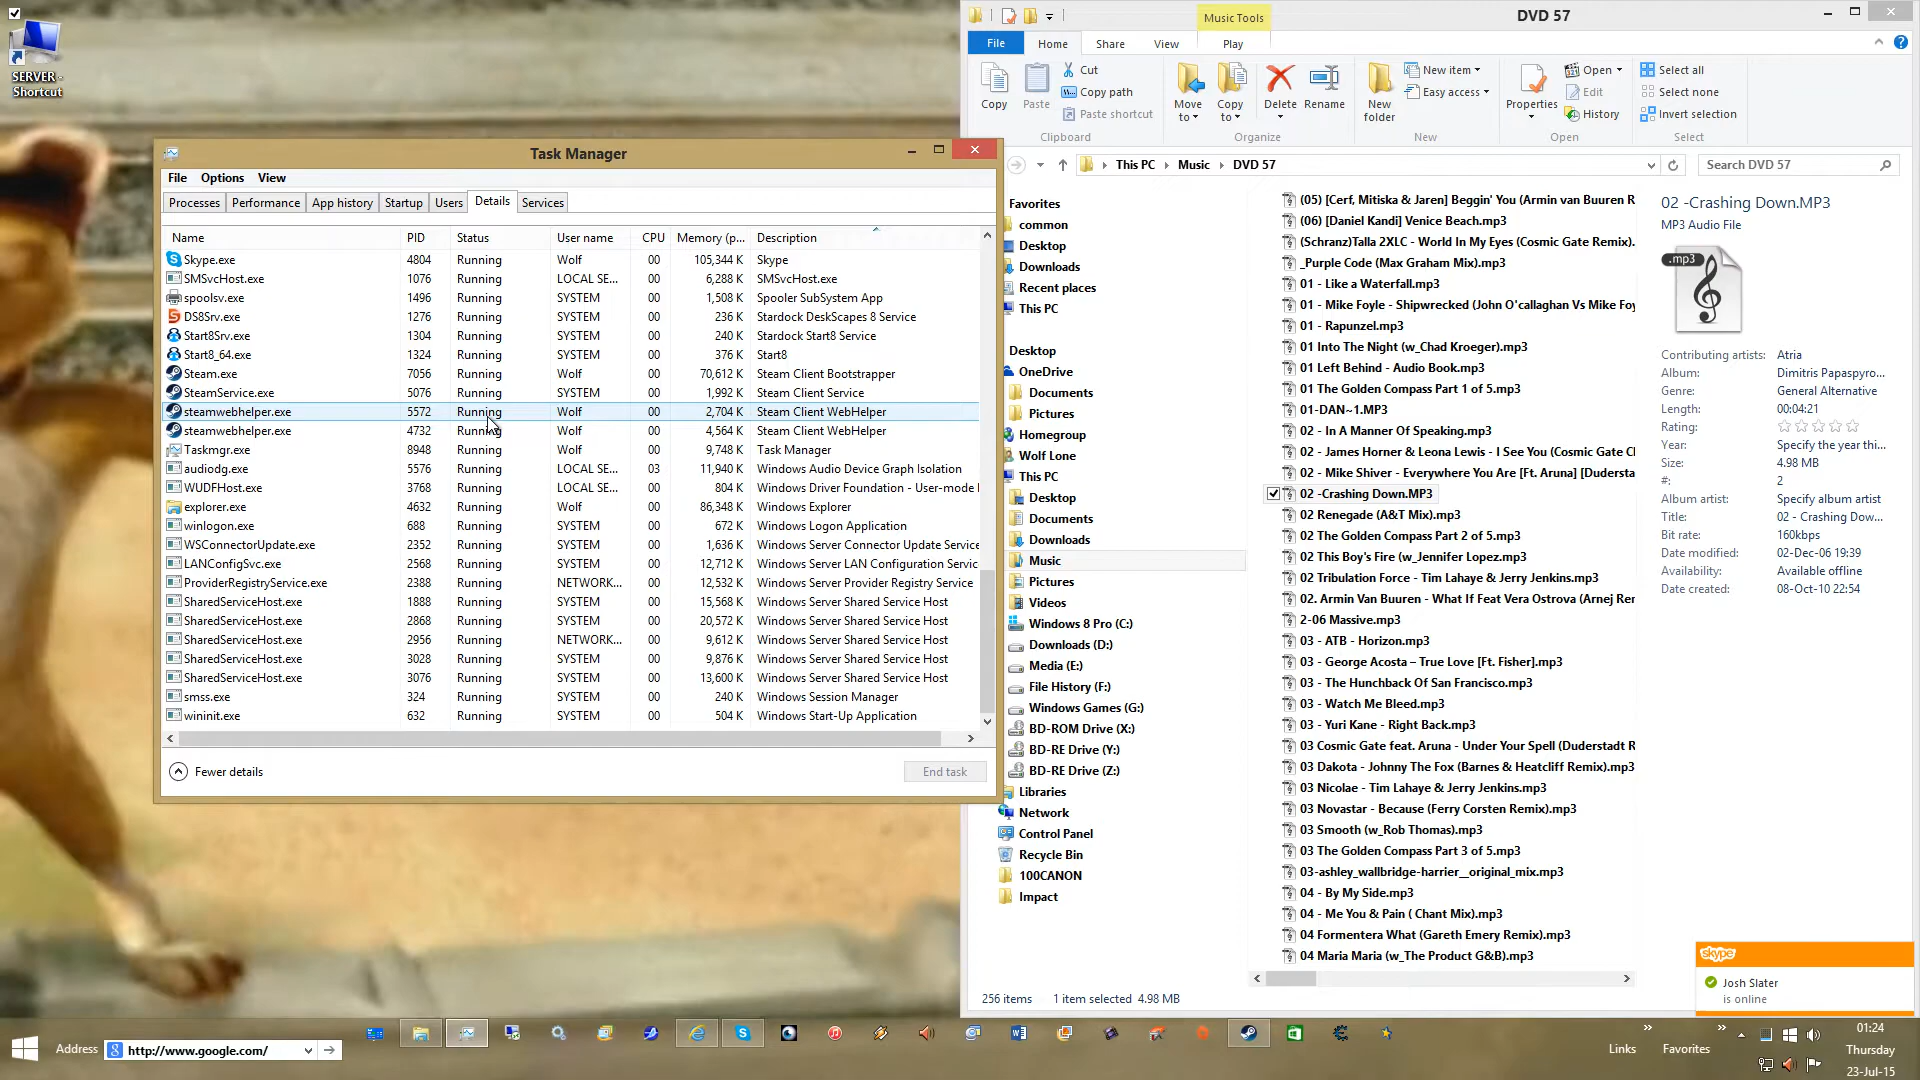 SERVER -
Shortcut
Task Manager
File Options View
Processes Performance App history Startup Users Details Services
Name PID Status User name CPU Memory (p... Description
Skype.exe 4804 Running Wolf 00 105,344 K Skype
SMSvcHost.exe 1076 Running LOCAL SE... 00 6,288 K SMSvcHost.exe
spoolsv.exe 1496 Running SYSTEM 00 1,508 K Spooler SubSystem App
DS8Srv.exe 1276 Running SYSTEM 00 236 K Stardock DeskScapes 8 Service
Start8Srv.exe 1304 Running SYSTEM 00 240 K Stardock Start8 Service
Start8_64.exe 1324 Running SYSTEM 00 376 K Start8
Steam.exe 7056 Running Wolf 00 70,612 K Steam Client Bootstrapper
SteamService.exe 5076 Running SYSTEM 00 1,992 K Steam Client Service
steamwebhelper.exe 5572 Running Wolf 00 2,704 K Steam Client WebHelper
steamwebhelper.exe 4732 Running Wolf 00 4,564 K Steam Client WebHelper
Taskmgr.exe 8948 Running Wolf 00 9,748 K Task Manager
audiodg.exe 5576 Running LOCAL SE... 03 11,940 K Windows Audio Device Graph Isolation
WUDFHost.exe 3768 Running LOCAL SE... 00 804 K Windows Driver Foundation - User-mode
explorer.exe 4632 Running Wolf 00 86,348 K Windows Explorer
winlogon.exe 688 Running SYSTEM 00 672 K Windows Logon Application
WSConnectorUpdate.exe 2352 Running SYSTEM 00 1,636 K Windows Server Connector Update Service
LANConfigSvc.exe 2568 Running SYSTEM 00 12,712 K Windows Server LAN Configuration Servic
ProviderRegistryService.exe 2388 Running NETWORK... 00 12,532 K Windows Server Provider Registry Service
SharedServiceHost.exe 1888 Running SYSTEM 00 15,568 K Windows Server Shared Service Host
SharedServiceHost.exe 2868 Running SYSTEM 00 20,572 K Windows Server Shared Service Host
SharedServiceHost.exe 2956 Running NETWORK... 00 9,612 K Windows Server Shared Service Host
SharedServiceHost.exe 3028 Running SYSTEM 00 9,876 K Windows Server Shared Service Host
SharedServiceHost.exe 3076 Running SYSTEM 00 13,600 K Windows Server Shared Service Host
smss.exe 324 Running SYSTEM 00 240 K Windows Session Manager
wininit.exe 632 Running SYSTEM 00 504 K Windows Start-Up Application
Fewer details End task
Music Tools DVD 57
File Home Share View Play
Copy Paste Cut Copy path Paste shortcut
Clipboard
Move to Copy to Delete Rename
Organize
New folder New item Easy access
New
Properties Open Edit History
Open
Select all Select none Invert selection
Select
This PC Music DVD 57 Search DVD 57
Favorites
common
Desktop
Downloads
Recent places
This PC
Desktop
OneDrive
Documents
Pictures
Homegroup
Wolf Lone
This PC
Desktop
Documents
Downloads
Music
Pictures
Videos
Windows 8 Pro (C:)
Downloads (D:)
Media (E:)
File History (F:)
Windows Games (G:)
BD-ROM Drive (X:)
BD-RE Drive (Y:)
BD-RE Drive (Z:)
Libraries
Network
Control Panel
Recycle Bin
100CANON
Impact
(05) [Cerf, Mitiska & Jaren] Beggin' You (Armin van Buuren R
(06) [Daniel Kandi] Venice Beach.mp3
(Schranz)Talla 2XLC - World In My Eyes (Cosmic Gate Remix).
_Purple Code (Max Graham Mix).mp3
01 - Like a Waterfall.mp3
01 - Mike Foyle - Shipwrecked (John O'callaghan Vs Mike Foy
01 - Rapunzel.mp3
01 Into The Night (w_Chad Kroeger).mp3
01 Left Behind - Audio Book.mp3
01 The Golden Compass Part 1 of 5.mp3
01-DAN~1.MP3
02 - In A Manner Of Speaking.mp3
02 - James Horner & Leona Lewis - I See You (Cosmic Gate Cl
02 - Mike Shiver - Everywhere You Are [Ft. Aruna] [Dudersta
02 -Crashing Down.MP3
02 Renegade (A&T Mix).mp3
02 The Golden Compass Part 2 of 5.mp3
02 This Boy's Fire (w_Jennifer Lopez).mp3
02 Tribulation Force - Tim Lahaye & Jerry Jenkins.mp3
02. Armin Van Buuren - What If Feat Vera Ostrova (Arnej Rer
2-06 Massive.mp3
03 - ATB - Horizon.mp3
03 - George Acosta – True Love [Ft. Fisher].mp3
03 - The Hunchback Of San Francisco.mp3
03 - Watch Me Bleed.mp3
03 - Yuri Kane - Right Back.mp3
03 Cosmic Gate feat. Aruna - Under Your Spell (Duderstadt R
03 Dakota - Johnny The Fox (Barnes & Heatcliff Remix).mp3
03 Nicolae - Tim Lahaye & Jerry Jenkins.mp3
03 Novastar - Because (Ferry Corsten Remix).mp3
03 Smooth (w_Rob Thomas).mp3
03 The Golden Compass Part 3 of 5.mp3
03-ashley_wallbridge-harrier__original_mix.mp3
04 - By My Side.mp3
04 - Me You & Pain ( Chant Mix).mp3
04 Formentera What (Gareth Emery Remix).mp3
04 Maria Maria (w_The Product G&B).mp3
02 -Crashing Down.MP3
MP3 Audio File
.mp3
Contributing artists: Atria
Album: Dimitris Papaspyro...
Genre: General Alternative
Length: 00:04:21
Rating:
Year: Specify the year thi...
Size: 4.98 MB
#: 2
Album artist: Specify album artist
Title: 02 - Crashing Dow...
Bit rate: 160kbps
Date modified: 02-Dec-06 19:39
Availability: Available offline
Date created: 08-Oct-10 22:54
256 items 1 item selected 4.98 MB
skype
Josh Slater
is online
Address http://www.google.com/
Links Favorites
01:24
Thursday
23-Jul-15